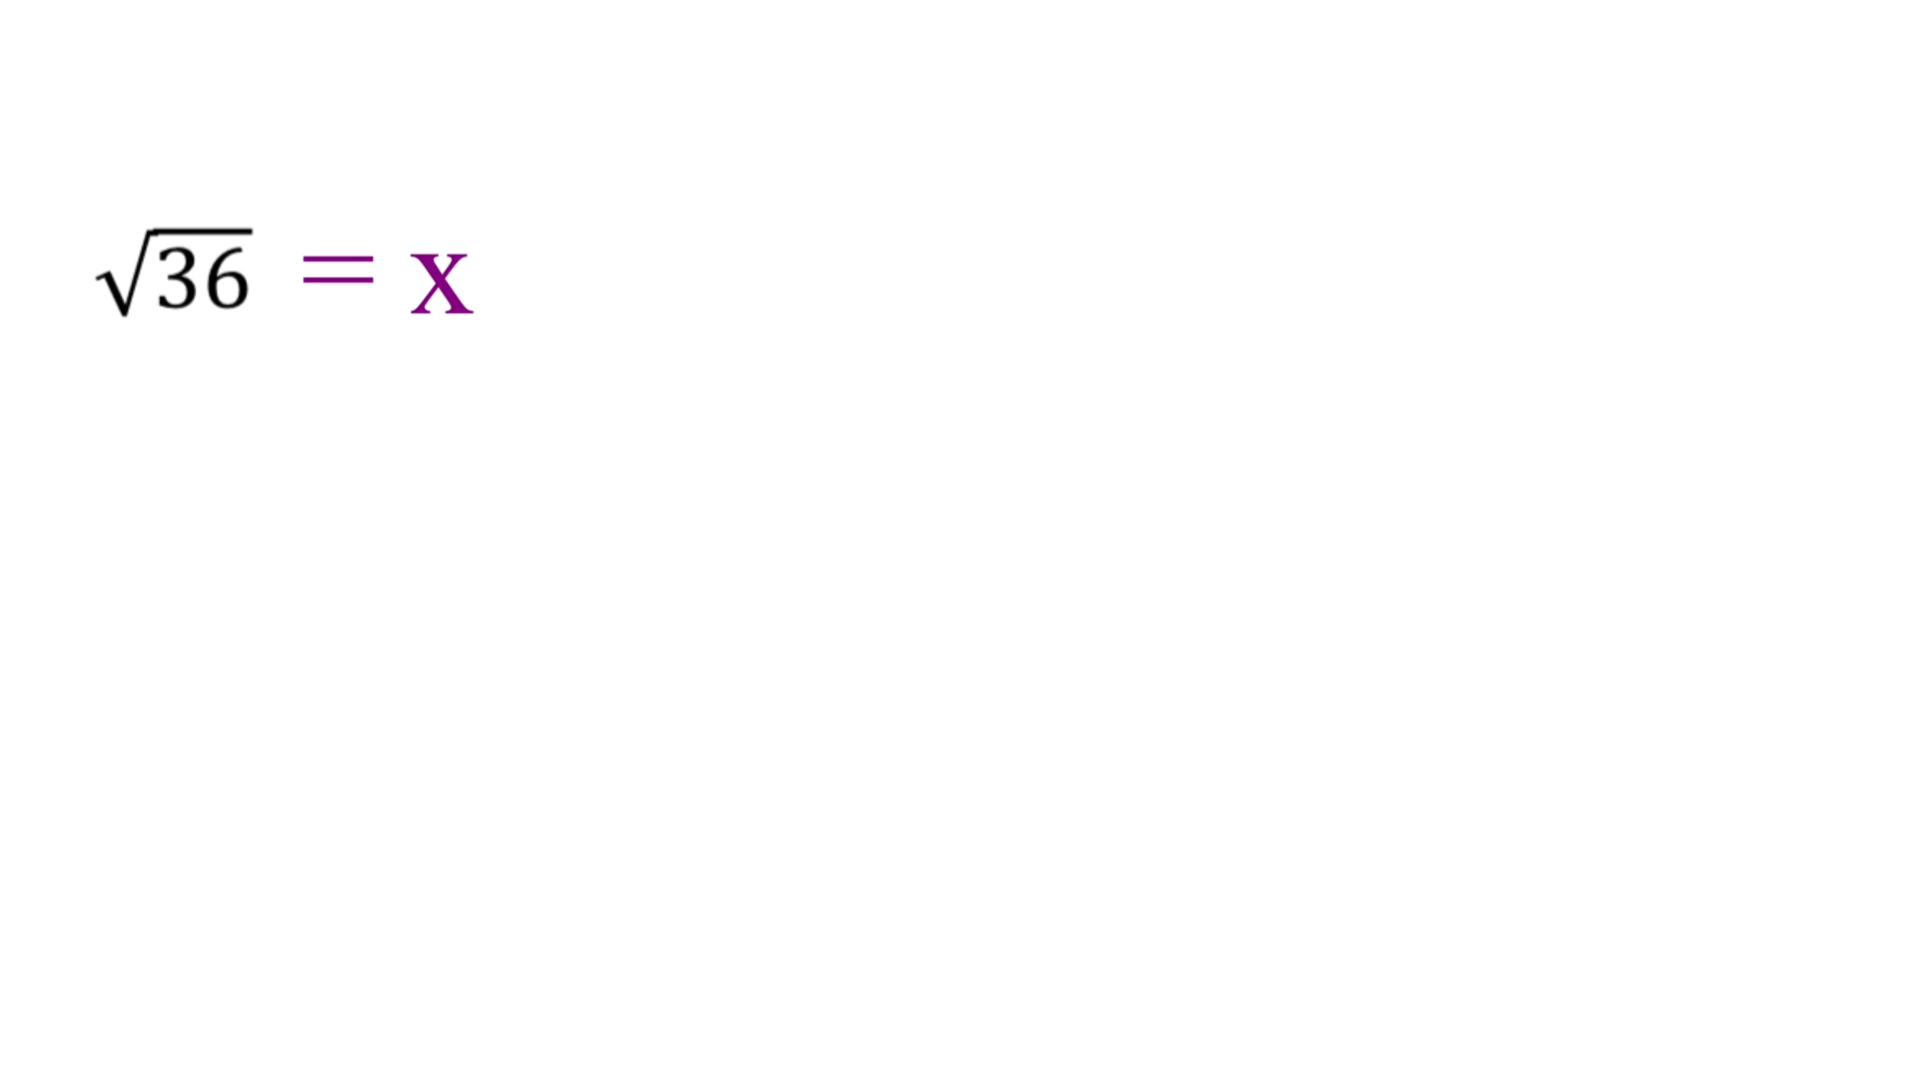 √36 = x